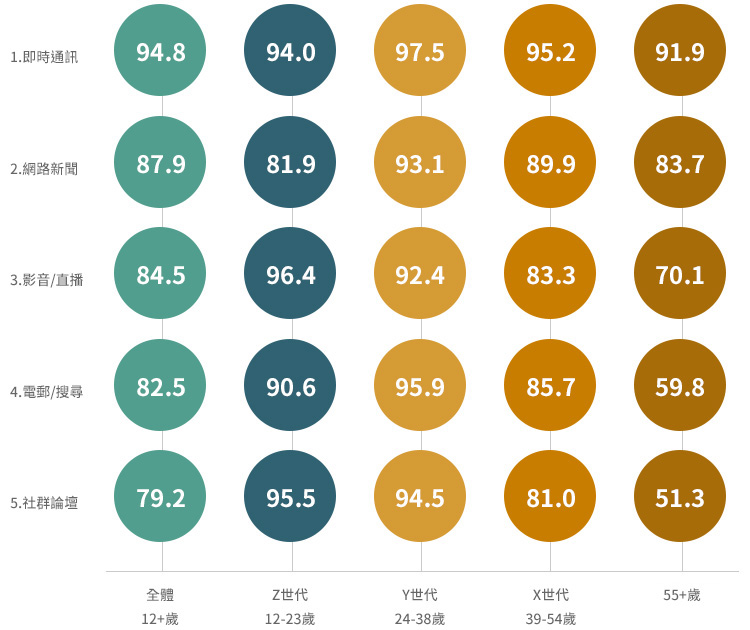 1.即時通訊 94.8 94.0 97.5 95.2 91.9
2.網路新聞 87.9 81.9 93.1 89.9 83.7
3.影音/直播 84.5 96.4 92.4 83.3 70.1
4.電郵/搜尋 82.5 90.6 95.9 85.7 59.8
5.社群論壇 79.2 95.5 94.5 81.0 51.3
全體 Z世代 Y世代 X世代 55+歲
12+歲 12-23歲 24-38歲 39-54歲